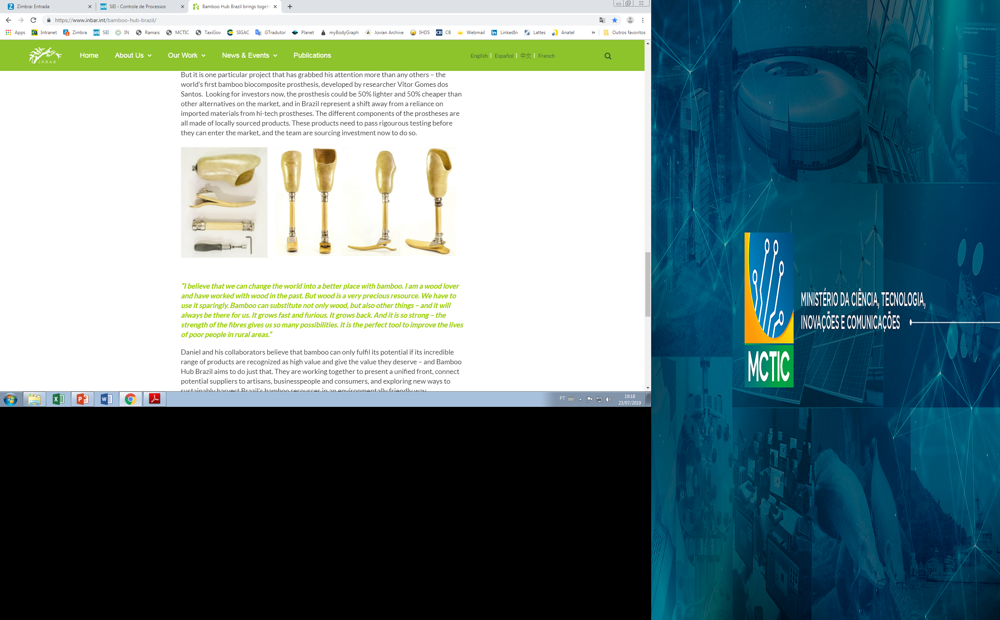 Zimbra: Entrada
SEI - Controle de Processos
Bamboo Hub Brazil brings togeth
https://www.inbar.int/bamboo-hub-brazil/
Apps Intranet Zimbra SEI IN Ramais MCTIC TaxiGov SIGAC GTradutor Planet myBodyGraph Jovian Archive IHDS CB Webmail LinkedIn Lattes Anatel » Outros favoritos
INBAR
Home About Us Our Work News & Events Publications
English | Español | 中文 | French
But it is one particular project that has grabbed his attention more than any others – the
world’s first bamboo biocomposite prosthesis, developed by researcher Vitor Gomes dos
Santos.  Looking for investors now, the prosthesis could be 50% lighter and 50% cheaper than
other alternatives on the market, and in Brazil represent a shift away from a reliance on
imported materials from hi-tech prostheses. The different components of the prostheses are
all made of locally sourced products. These products need to pass rigourous testing before
they can enter the market, and the team are sourcing investment now to do so.
“I believe that we can change the world into a better place with bamboo. I am a wood lover
and have worked with wood in the past. But wood is a very precious resource. We have to
use it sparingly. Bamboo can substitute not only wood, but also other things – and it will
always be there for us. It grows fast and furious. It grows back. And it is so strong – the
strength of the fibres gives us so many possibilities. It is the perfect tool to improve the lives
of poor people in rural areas.”
Daniel and his collaborators believe that bamboo can only fulfil its potential if its incredible
range of products are recognized as high value and give the value they deserve – and Bamboo
Hub Brazil aims to do just that. They are working together to present a unified front, connect
potential suppliers to artisans, businesspeople and consumers, and exploring new ways to
sustainably harvest Brazil’s bamboo resources in an environmentally friendly way.
PT
19:18
23/07/2019
MINISTÉRIO DA CIÊNCIA, TECNOLOGIA,
INOVAÇÕES E COMUNICAÇÕES
MCTIC